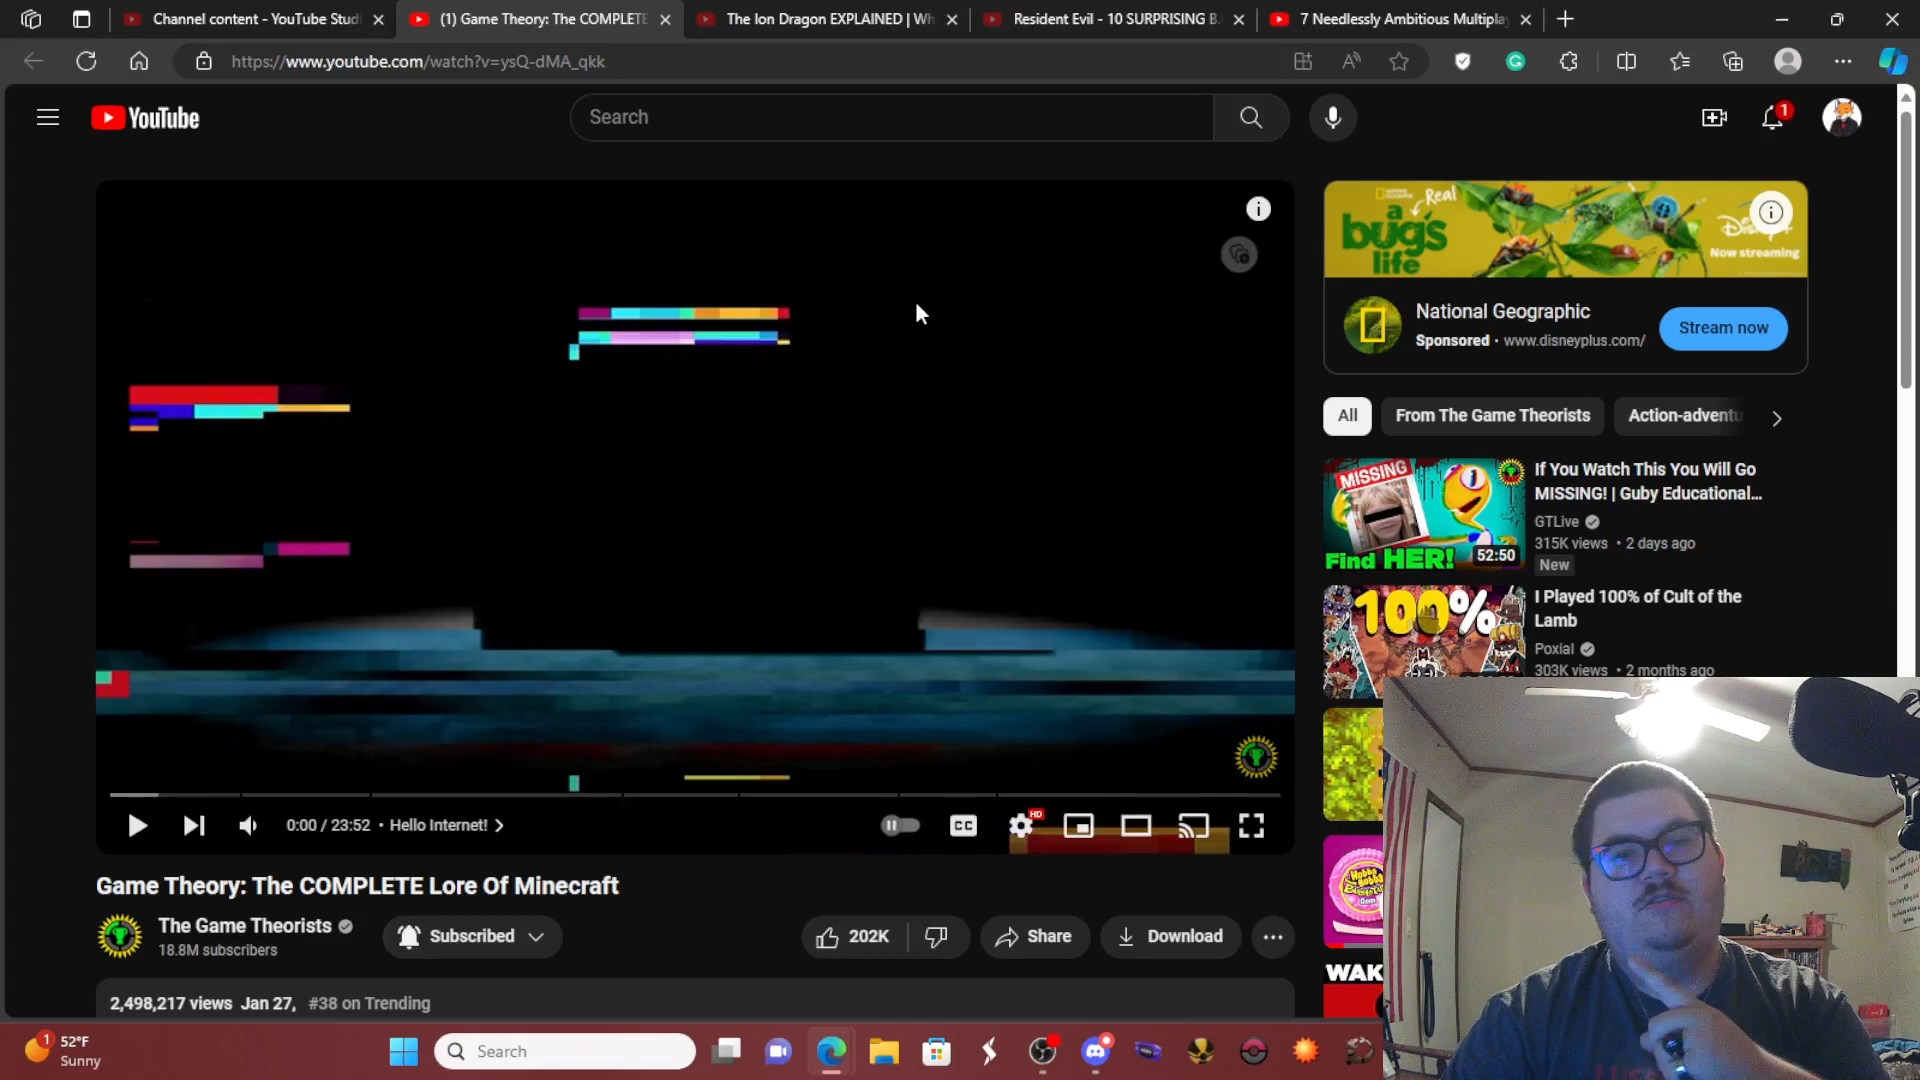 Channel content - YouTube Studi
(1) Game Theory: The COMPLETE
The Ion Dragon EXPLAINED | Wh
Resident Evil - 10 SURPRISING B
7 Needlessly Ambitious Multipla
https://www.youtube.com/watch?v=ysQ-dMA_qkk
YouTube
Search
1
Real
a bug's life
Now streaming
National Geographic
Sponsored · www.disneyplus.com/
Stream now
All
From The Game Theorists
Action-adventu
MISSING
Find HER!
52:50
If You Watch This You Will Go
MISSING! | Guby Educational...
GTLive
315K views • 2 days ago
New
100%
I Played 100% of Cult of the
Lamb
Poxial
303K views • 2 months ago
0:00 / 23:52 • Hello Internet!
CC
HD
Game Theory: The COMPLETE Lore Of Minecraft
The Game Theorists
18.8M subscribers
Subscribed
202K
Share
Download
WAK
2,498,217 views Jan 27, #38 on Trending
1
52°F
Sunny
Search